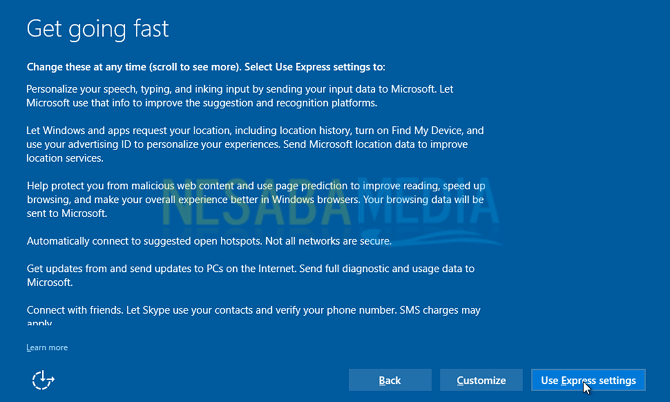 Get going fast
Change these at any time (scroll to see more). Select Use Express settings to:
Personalize your speech, typing, and inking input by sending your input data to Microsoft. Let
Microsoft use that info to improve the suggestion and recognition platforms.
Let Windows and apps request your location, including location history, turn on Find My Device, and
use your advertising ID to personalize your experiences. Send Microsoft location data to improve
location services.
Help protect you from malicious web content and use page prediction to improve reading, speed up
browsing, and make your overall experience better in Windows browsers. Your browsing data will be
sent to Microsoft.
NESABAMEDIA
Automatically connect to suggested open hotspots. Not all networks are secure.
Get updates from and send updates to PCs on the Internet. Send full diagnostic and usage data to
Microsoft.
Connect with friends. Let Skype use your contacts and verify your phone number. SMS charges may
apply.
Learn more
Back
Customize
Use Express settings